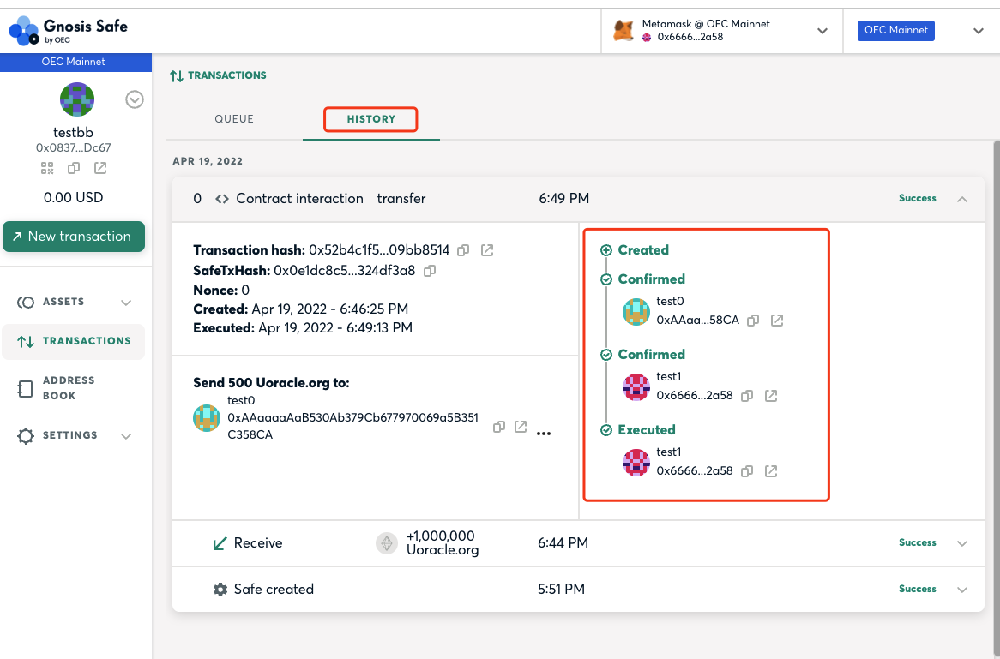 Gnosis Safe
by OEC
Metamask @ OEC Mainnet
0x6666...2a58
OEC Mainnet
OEC Mainnet
testbb
0x0837...Dc67
0.00 USD
New transaction
ASSETS
TRANSACTIONS
ADDRESS
BOOK
SETTINGS
TRANSACTIONS
QUEUE
HISTORY
APR 19, 2022
0 <> Contract interaction transfer 6:49 PM Success
Transaction hash: 0x52b4c1f5...09bb8514
SafeTxHash: 0x0e1dc8c5...324df3a8
Nonce: 0
Created: Apr 19, 2022 - 6:46:25 PM
Executed: Apr 19, 2022 - 6:49:13 PM
Send 500 Uoracle.org to:
test0
0xAAaaaaAaB530Ab379Cb677970069a5B351
C358CA
...
Created
Confirmed
test0
0xAAaa...58CA
Confirmed
test1
0x6666...2a58
Executed
test1
0x6666...2a58
Receive
+1,000,000
Uoracle.org
6:44 PM
Success
Safe created 5:51 PM Success